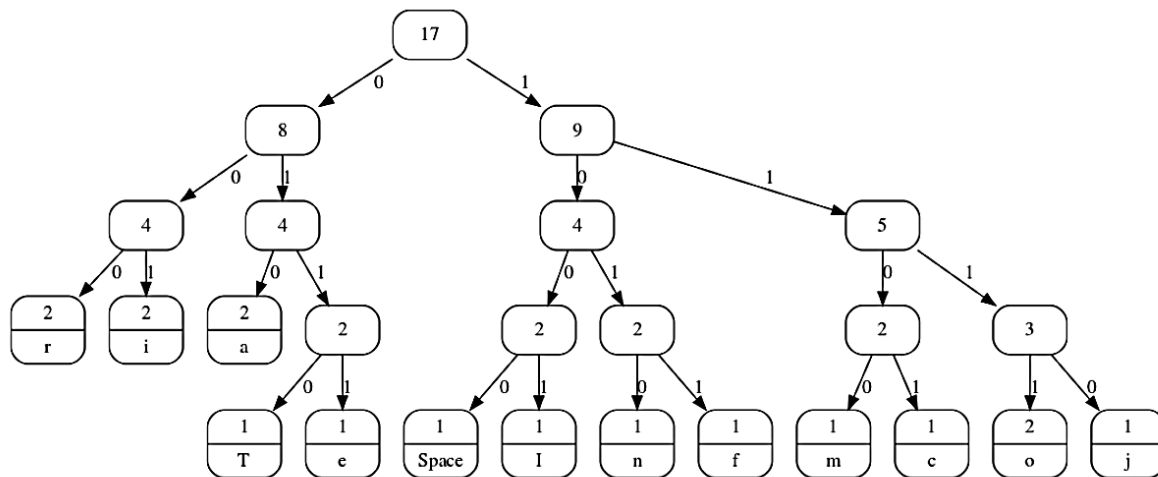 17
0 1
8 9
0 1 0 1
4 4 4 5
0 1 0 1 0 1 0 1
2 2 2 2 2 2 2 3
r i a
0 1 0 1 0 1 0 1 1 0
1 1 1 1 1 1 1 1 2 1
T e Space I n f m c o j